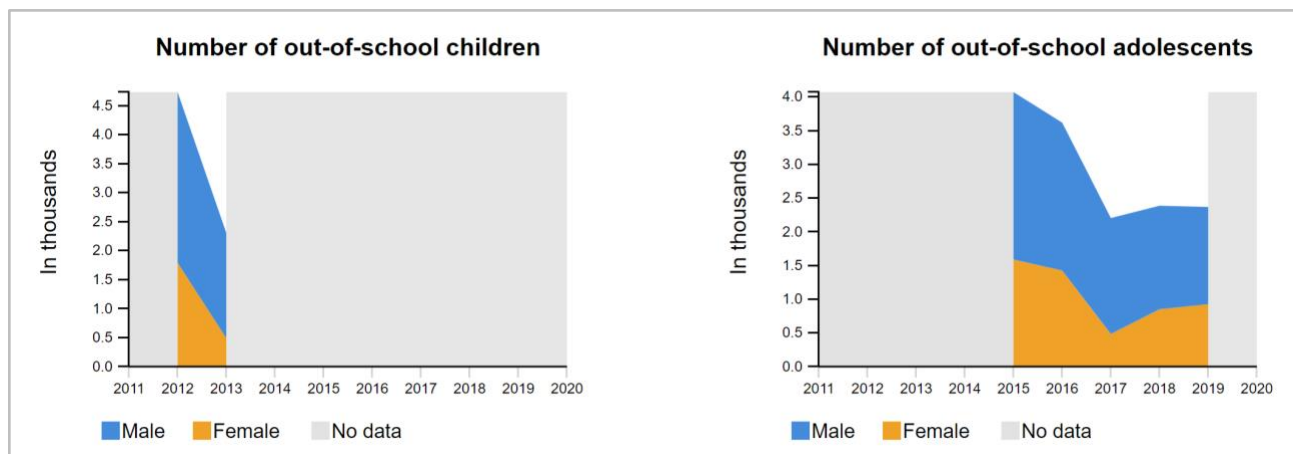 Number of out-of-school children
In thousands
4.5
4.0
3.5
3.0
2.5
2.0
1.5
1.0
0.5
0.0
2011 2012 2013 2014 2015 2016 2017 2018 2019 2020
Male Female No data
Number of out-of-school adolescents
In thousands
4.0
3.5
3.0
2.5
2.0
1.5
1.0
0.5
0.0
2011 2012 2013 2014 2015 2016 2017 2018 2019 2020
Male Female No data